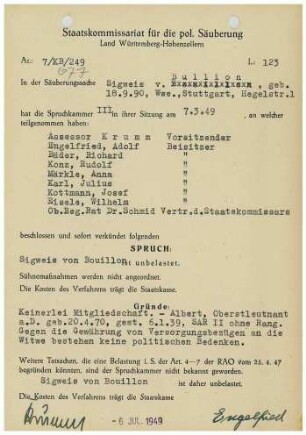 Staatskommissariat für die pol. Säuberung
Land Württemberg-Hohenzollern
Az.: 7/KB/249 L. 123
677
Bullion
In der Säuberungssache Sigweis v. , geb.
18.9.90, Wwe., Stuttgart, Hegelstr.1
hat die Spruchkammer III in ihrer Sitzung am 7.3.49 , an welcher
teilgenommen haben:
Assessor Krumm Vorsitzender
Engelfried, Adolf Beisitzer
Bäder, Richard "
Konz, Rudolf "
Märkle, Anna "
Karl, Julius "
Kottmann, Josef "
Eisele, Wilhelm "
Ob.Reg.Rat Dr.Schmid Vertr.d.Staatskommissars
beschlossen und sofort verkündet folgenden
SPRUCH:
Sigweis von Bouillon ist unbelastet.
Sühnemaßnahmen werden nicht angeordnet.
Die Kosten des Verfahrens trägt die Staatskasse.
Gründe:
Keinerlei Mitgliedschaft. - Albert, Oberstleutnant
a.D. geb.20.4.70, gest. 6.1.39, SAR II ohne Rang.
Gegen die Gewährung von Versorgungsbezügen an die
Witwe bestehen keine politischen Bedenken.
Weitere Tatsachen, die eine Belastung i. S. der Art. 4-7 der RAO vom 25. 4. 47
begründen könnten, sind der Spruchkammer nicht bekannt geworden.
Sigweis von Bouillon ist daher unbelastet.
Die Kosten des Verfahrens trägt die Staatskasse
Krumm - 6. JUL. 1949 Engelfried